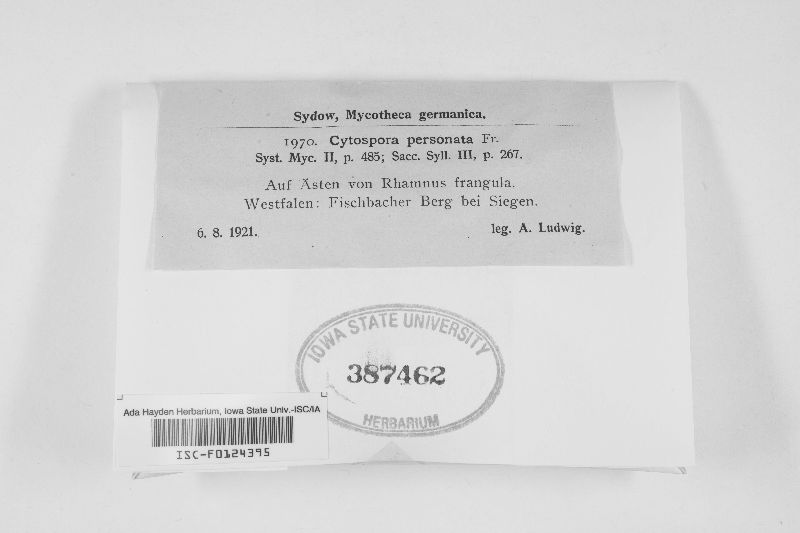 Sydow, Mycotheca germanica.
1970. Cytospora personata Fr.
Syst. Myc. II, p. 485; Sacc. Syll. III, p. 267.
Auf Ästen von Rhamnus frangula.
Westfalen: Fischbacher Berg bei Siegen.
6. 8. 1921. leg. A. Ludwig.
IOWA STATE UNIVERSITY
387462
HERBARIUM
Ada Hayden Herbarium, Iowa State Univ.-ISC/IA
ISC-F0124395